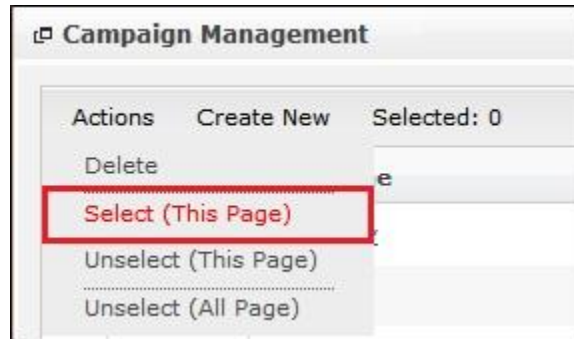 Campaign Management
Actions Create New Selected: 0
Delete
e
Select (This Page)
Unselect (This Page)
Unselect (All Page)